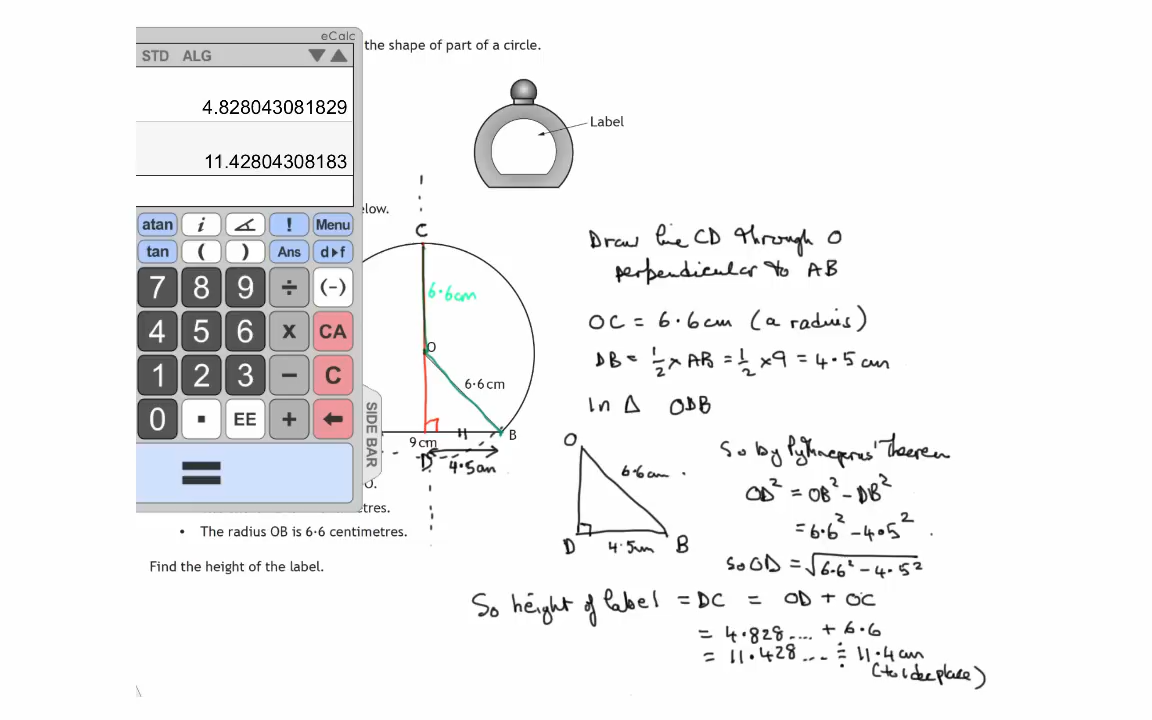 eCalc
STD ALG
the shape of part of a circle.
4.828043081829
11.42804308183
Label
elow.
atan i ∠ ! Menu
tan ( ) Ans d▸f
7 8 9 ÷ (-)
4 5 6 x CA
1 2 3 − C
0 . EE + ←
=
SIDE BAR
C
6.6cm
O
6·6cm
9cm
B
D
4.5cm
O.
tres.
• The radius OB is 6·6 centimetres.
Find the height of the label.
Draw line CD through O
perpendicular to AB
OC = 6.6cm (a radius)
DB = 1/2 x AB = 1/2 x 9 = 4.5 cm
In Δ ODB
O
6.6cm
D 4.5cm B
So by Pythagoras' Theorem
OD² = OB² - DB²
= 6.6² - 4.5²
So OD = √6.6² - 4.5²
So height of label = DC = OD + OC
= 4.828.... + 6.6
= 11.428... ≑ 11.4cm
(to 1 dec place)